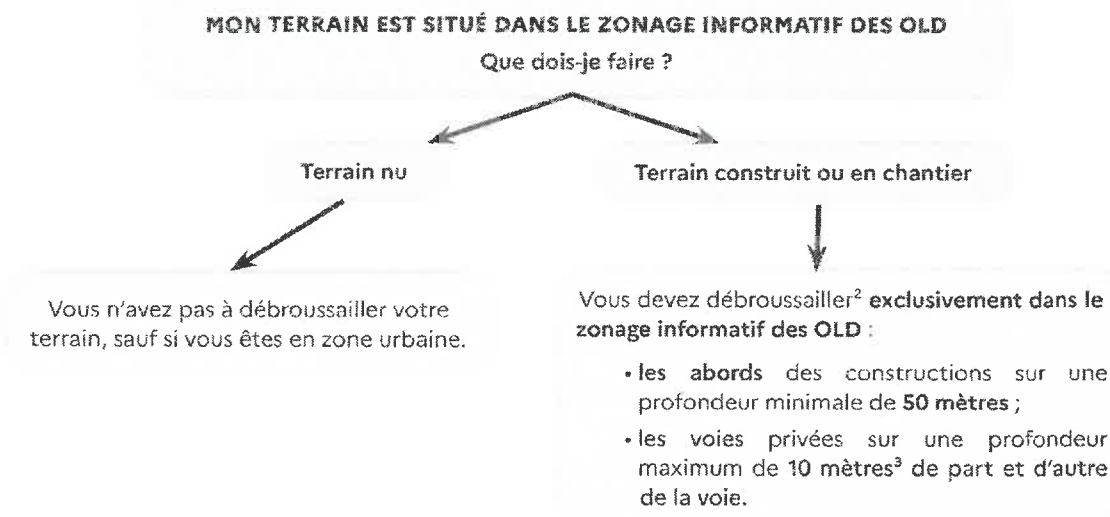 MON TERRAIN EST SITUÉ DANS LE ZONAGE INFORMATIF DES OLD
Que dois-je faire ?
Terrain nu
Terrain construit ou en chantier
Vous n'avez pas à débroussailler votre
terrain, sauf si vous êtes en zone urbaine.
Vous devez débroussailler² exclusivement dans le
zonage informatif des OLD :
• les abords des constructions sur une
profondeur minimale de 50 mètres ;
• les voies privées sur une profondeur
maximum de 10 mètres³ de part et d'autre
de la voie.